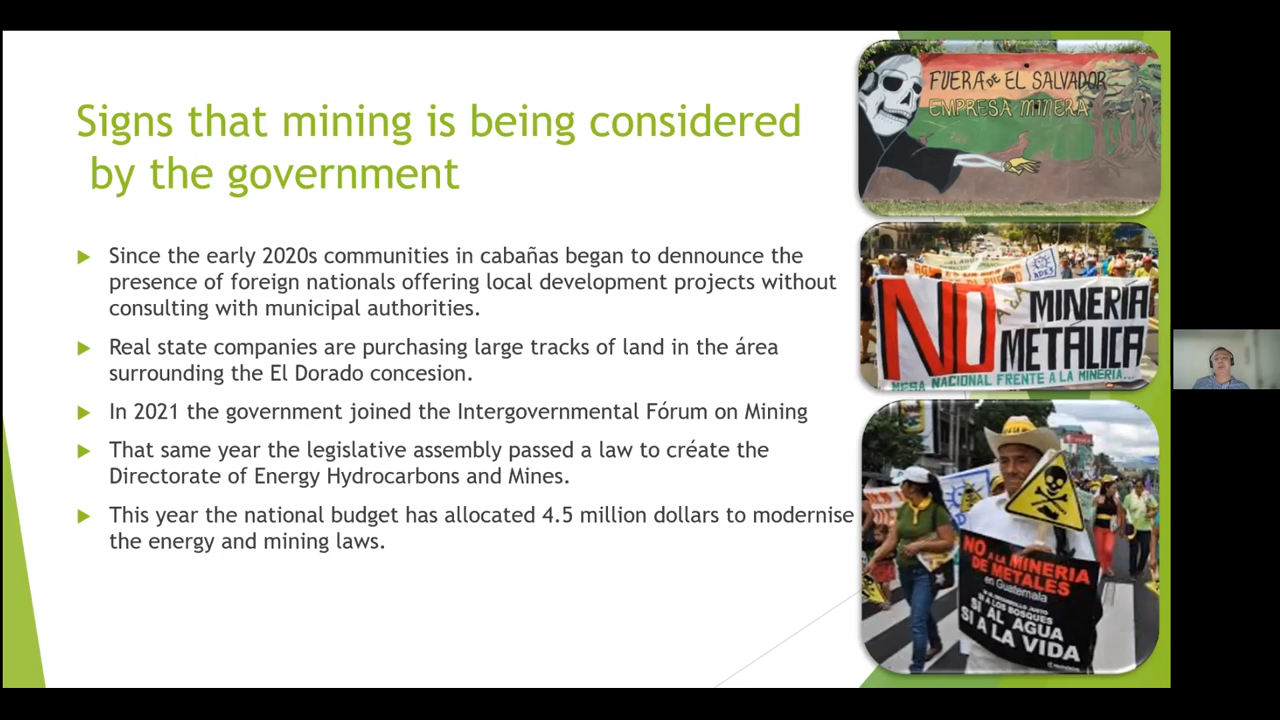 Signs that mining is being considered
by the government
Since the early 2020s communities in cabañas began to dennounce the
presence of foreign nationals offering local development projects without
consulting with municipal authorities.
Real state companies are purchasing large tracks of land in the área
surrounding the El Dorado concesion.
In 2021 the government joined the Intergovernmental Fórum on Mining
That same year the legislative assembly passed a law to créate the
Directorate of Energy Hydrocarbons and Mines.
This year the national budget has allocated 4.5 million dollars to modernise
the energy and mining laws.
FUERA DE EL SALVADOR
EMPRESA MINERA
NO A LA MINERÍA
METÁLICA
MESA NACIONAL FRENTE A LA MINERIA...
NO A LA MINERIA
DE METALES
en Guatemala
SI A LOS BOSQUES
SI AL AGUA
SI A LA VIDA